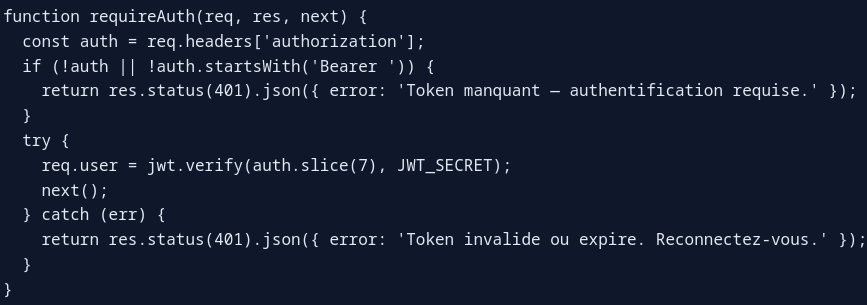 function requireAuth(req, res, next) {
  const auth = req.headers['authorization'];
  if (!auth || !auth.startsWith('Bearer ')) {
    return res.status(401).json({ error: 'Token manquant — authentification requise.' });
  }
  try {
    req.user = jwt.verify(auth.slice(7), JWT_SECRET);
    next();
  } catch (err) {
    return res.status(401).json({ error: 'Token invalide ou expire. Reconnectez-vous.' });
  }
}